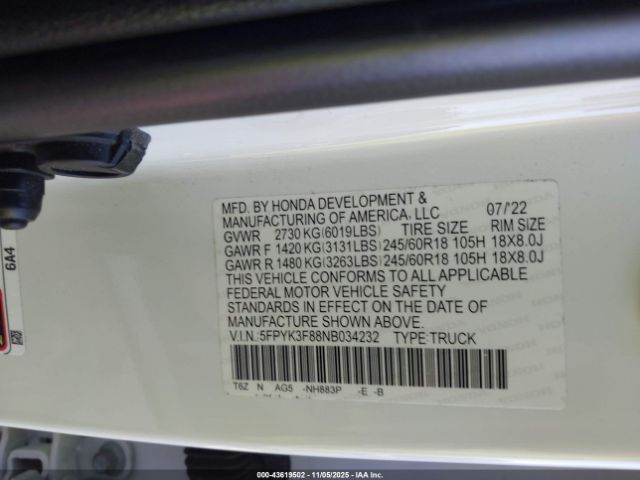 MFD. BY HONDA DEVELOPMENT &
MANUFACTURING OF AMERICA, LLC 07/'22
GVWR 2730 KG(6019LBS) TIRE SIZE RIM SIZE
GAWR F 1420 KG(3131LBS) 245/60R18 105H 18X8.0J
GAWR R 1480 KG(3263LBS) 245/60R18 105H 18X8.0J
THIS VEHICLE CONFORMS TO ALL APPLICABLE
FEDERAL MOTOR VEHICLE SAFETY
STANDARDS IN EFFECT ON THE DATE OF
MANUFACTURE SHOWN ABOVE.
V.I.N.:5FPYK3F88NB034232 TYPE:TRUCK
T6Z N AG5 -NH883P -E -B
6A4
000-43619502 - 11/05/2025 - IAAI, INC.